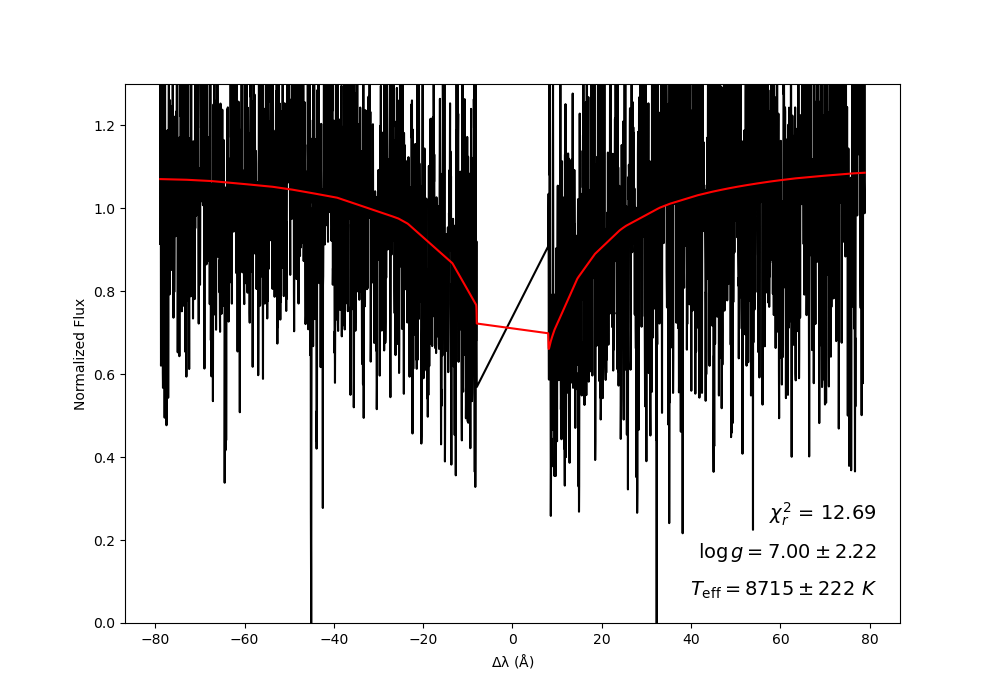 Normalized Flux
1.2
1.0
0.8
0.6
0.4
0.2
0.0
χ²ᵣ = 12.69
log g = 7.00 ± 2.22
T_eff = 8715 ± 222 K
−80 −60 −40 −20 0 20 40 60 80
Δλ (Å)